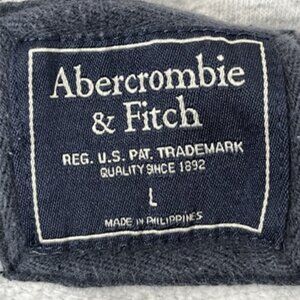 Abercrombie
& Fitch
REG. U.S. PAT. TRADEMARK
QUALITY SINCE 1892
L
MADE IN PHILIPPINES